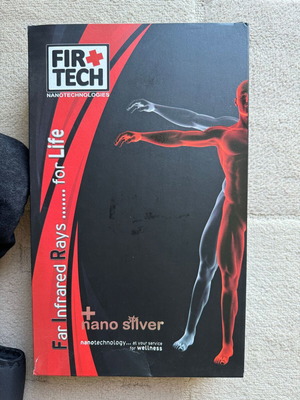 FIR+
TECH
NANOTECHNOLOGIES
Far Infrared Rays ....... for Life
+
nano silver
nanotechnology... at your service
for wellness